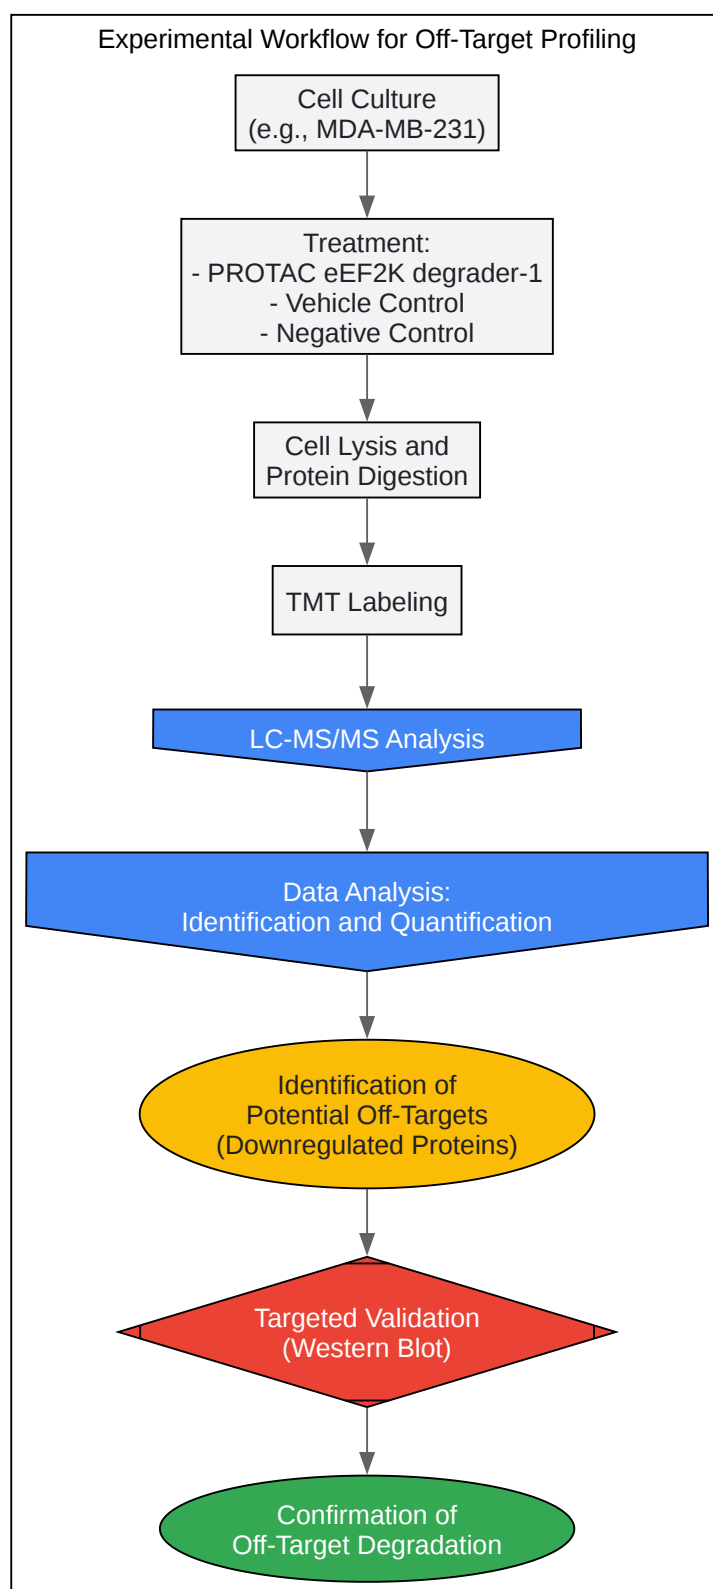 Experimental Workflow for Off-Target Profiling
Cell Culture
(e.g., MDA-MB-231)
Treatment:
- PROTAC eEF2K degrader-1
- Vehicle Control
- Negative Control
Cell Lysis and
Protein Digestion
TMT Labeling
LC-MS/MS Analysis
Data Analysis:
Identification and Quantification
Identification of
Potential Off-Targets
(Downregulated Proteins)
Targeted Validation
(Western Blot)
Confirmation of
Off-Target Degradation